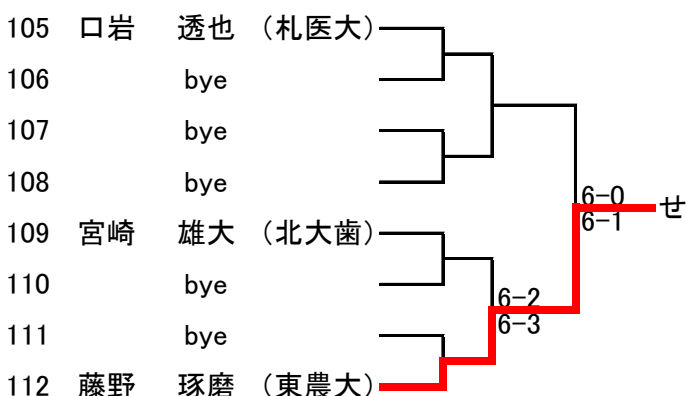 105 口岩 透也 (札医大)
106 bye
107 bye
108 bye
6-0
6-1 せ
109 宮崎 雄大 (北大歯)
110 bye
6-2
6-3
111 bye
112 藤野 琢磨 (東農大)